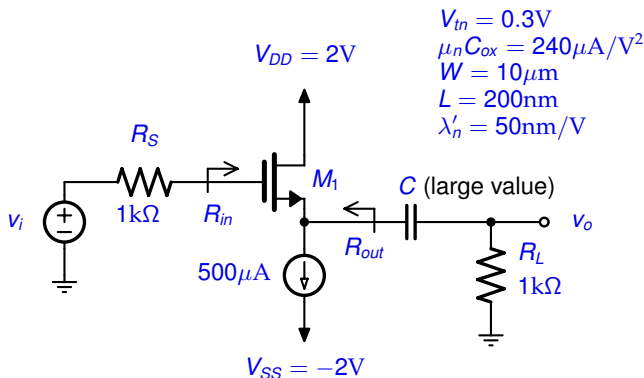 V_tn = 0.3V
μ_nC_ox = 240μA/V²
W = 10μm
L = 200nm
λ′_n = 50nm/V
V_DD = 2V
R_S
1kΩ
R_in
M_1
v_i
C (large value)
v_o
R_out
R_L
1kΩ
500μA
V_SS = −2V